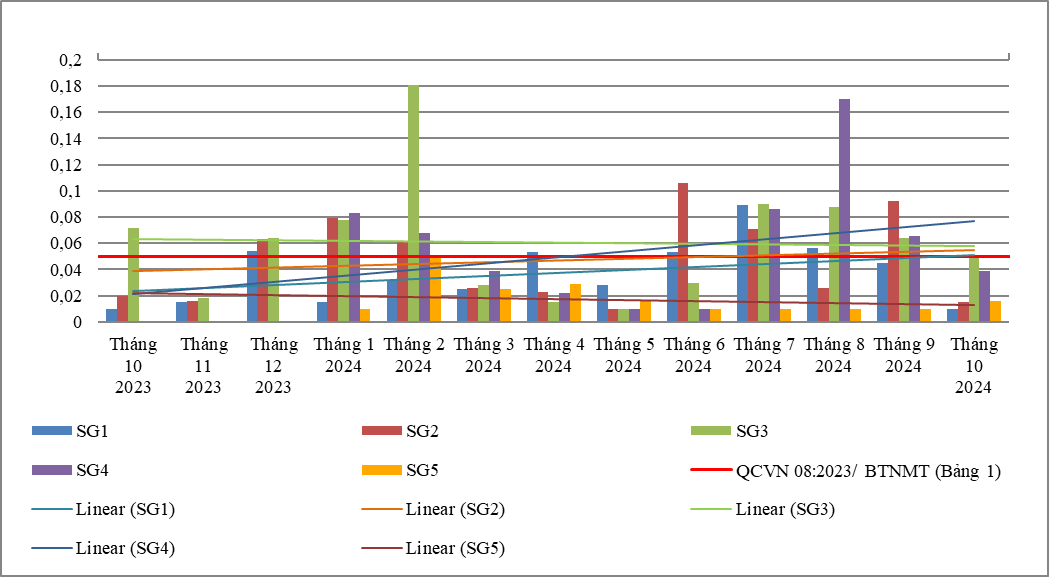 0,2
0,18
0,16
0,14
0,12
0,1
0,08
0,06
0,04
0,02
0
Tháng 10 2023
Tháng 11 2023
Tháng 12 2023
Tháng 1 2024
Tháng 2 2024
Tháng 3 2024
Tháng 4 2024
Tháng 5 2024
Tháng 6 2024
Tháng 7 2024
Tháng 8 2024
Tháng 9 2024
Tháng 10 2024
SG1
SG2
SG3
SG4
SG5
QCVN 08:2023/ BTNMT (Bảng 1)
Linear (SG1)
Linear (SG2)
Linear (SG3)
Linear (SG4)
Linear (SG5)